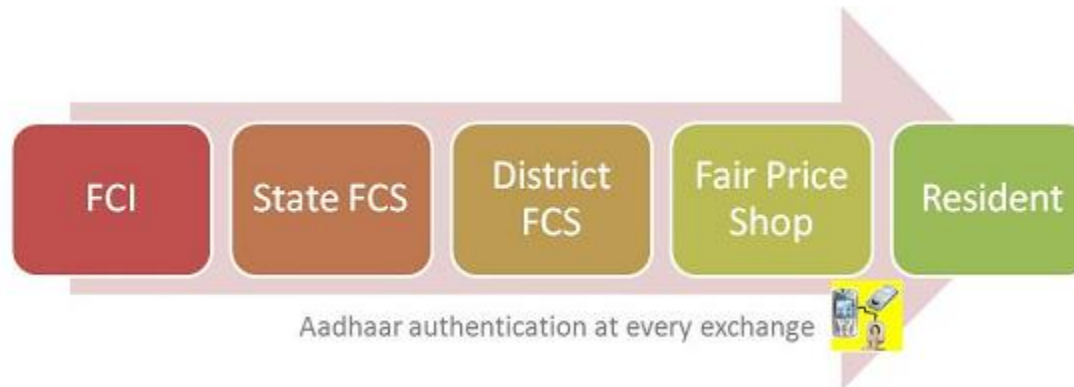 FCI
State FCS
District
FCS
Fair Price
Shop
Resident
Aadhaar authentication at every exchange